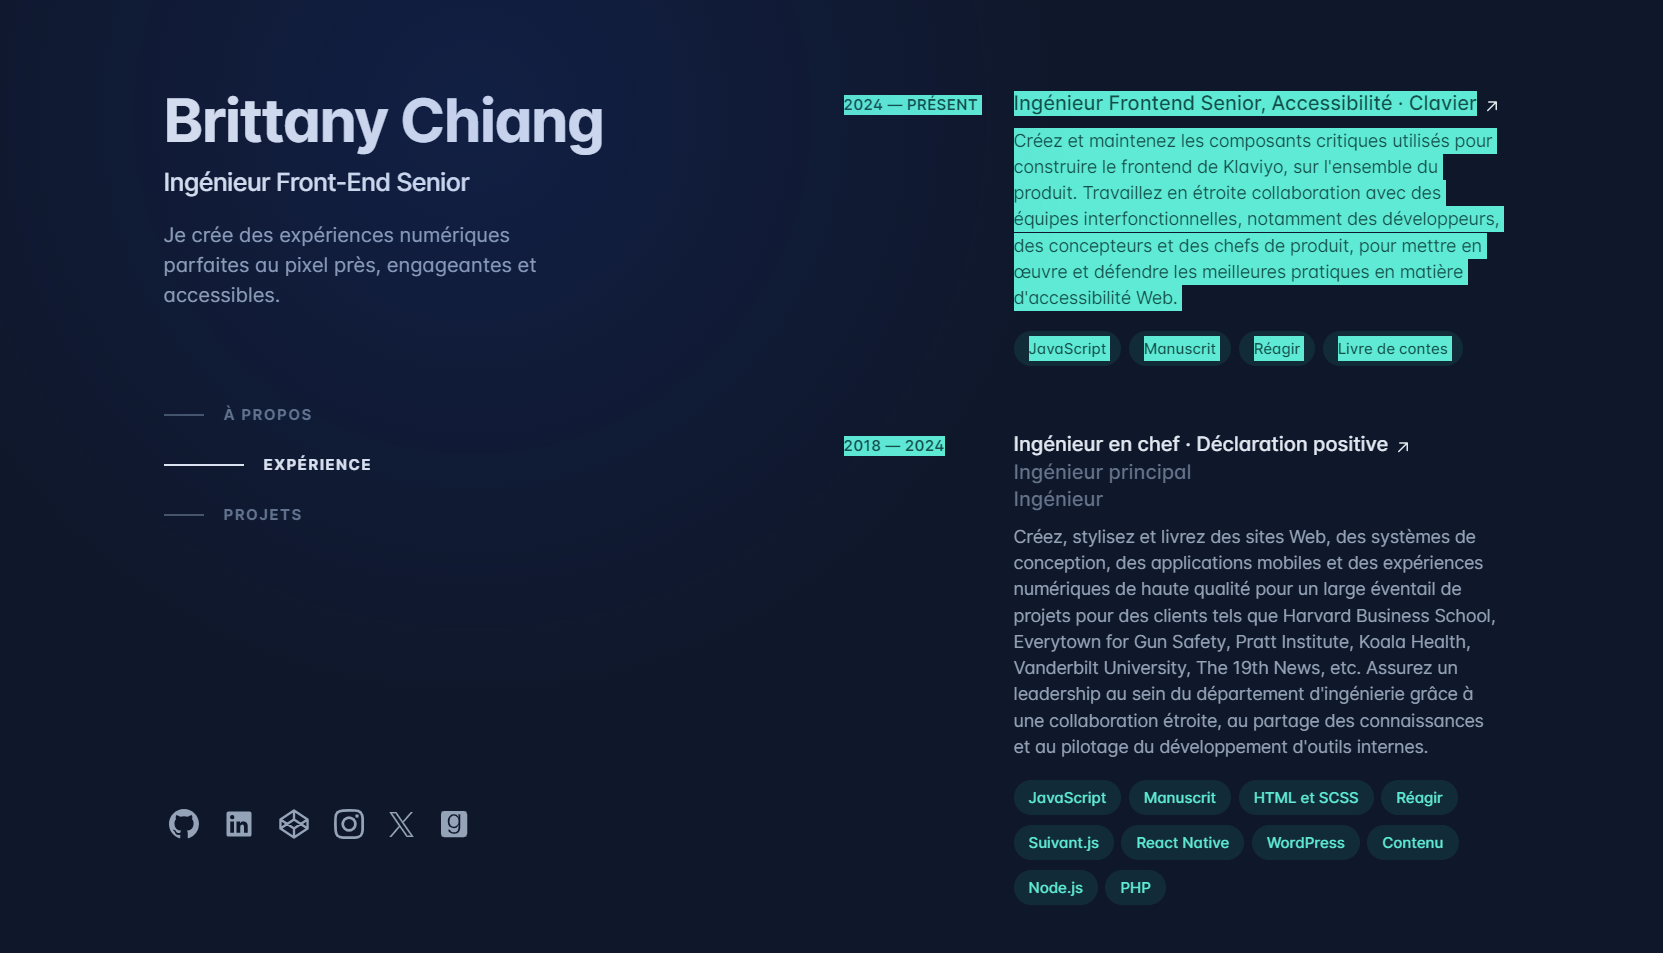 Brittany Chiang
Ingénieur Front-End Senior
Je crée des expériences numériques
parfaites au pixel près, engageantes et
accessibles.
À PROPOS
EXPÉRIENCE
PROJETS
2024 — PRÉSENT
Ingénieur Frontend Senior, Accessibilité · Clavier
Créez et maintenez les composants critiques utilisés pour
construire le frontend de Klaviyo, sur l'ensemble du
produit. Travaillez en étroite collaboration avec des
équipes interfonctionnelles, notamment des développeurs,
des concepteurs et des chefs de produit, pour mettre en
œuvre et défendre les meilleures pratiques en matière
d'accessibilité Web.
JavaScript Manuscrit Réagir Livre de contes
2018 — 2024
Ingénieur en chef · Déclaration positive
Ingénieur principal
Ingénieur
Créez, stylisez et livrez des sites Web, des systèmes de
conception, des applications mobiles et des expériences
numériques de haute qualité pour un large éventail de
projets pour des clients tels que Harvard Business School,
Everytown for Gun Safety, Pratt Institute, Koala Health,
Vanderbilt University, The 19th News, etc. Assurez un
leadership au sein du département d'ingénierie grâce à
une collaboration étroite, au partage des connaissances
et au pilotage du développement d'outils internes.
JavaScript Manuscrit HTML et SCSS Réagir
Suivant.js React Native WordPress Contenu
Node.js PHP